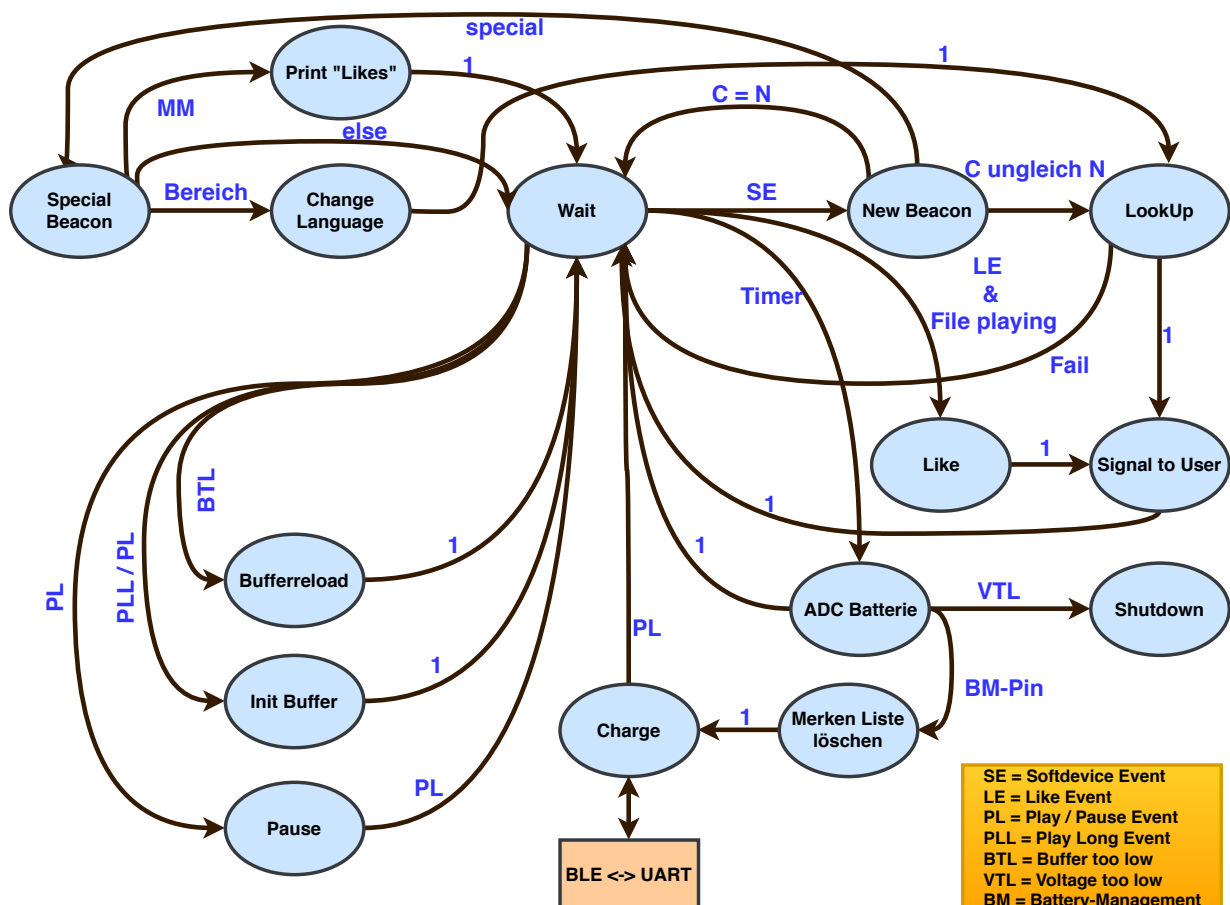 special
1
Print "Likes"
1
C = N
MM
else
Special
Beacon
Bereich
Change
Language
Wait
SE
New Beacon
C ungleich N
LookUp
Timer
LE
&
File playing
Fail
1
Like
1
Signal to User
1
BTL
PLL / PL
PL
Bufferreload
1
1
ADC Batterie
VTL
Shutdown
PL
BM-Pin
Init Buffer
1
Charge
1
Merken Liste
löschen
Pause
PL
BLE <-> UART
SE = Softdevice Event
LE = Like Event
PL = Play / Pause Event
PLL = Play Long Event
BTL = Buffer too low
VTL = Voltage too low
BM = Battery-Management